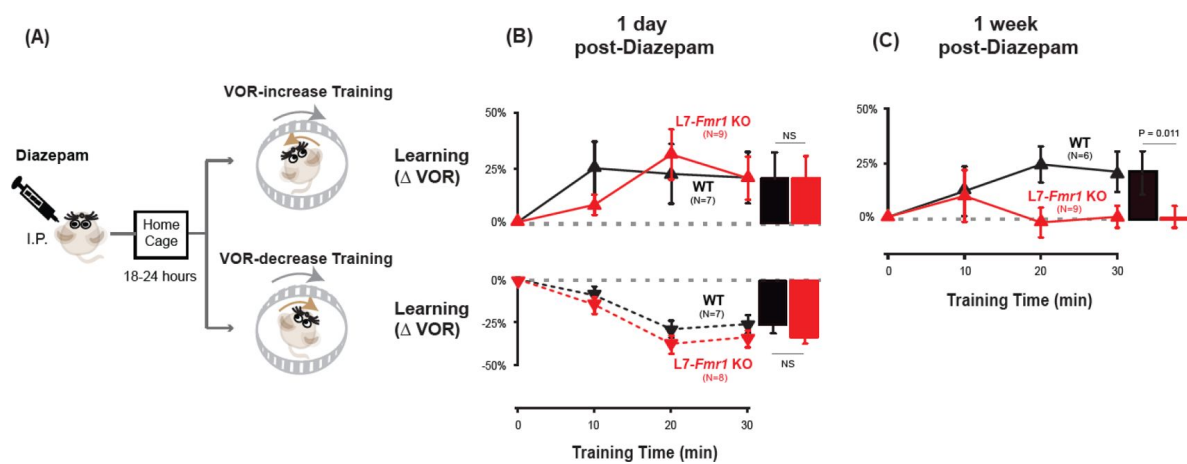 (A)
Diazepam
I.P.
Home
Cage
18-24 hours
VOR-increase Training
VOR-decrease Training
(B)
1 day
post-Diazepam
Learning
(Δ VOR)
50%
25%
0%
L7-Fmr1 KO
(N=9)
WT
(N=7)
NS
Learning
(Δ VOR)
0%
-25%
-50%
WT
(N=7)
L7-Fmr1 KO
(N=8)
NS
0
10
20
30
Training Time (min)
(C)
1 week
post-Diazepam
50%
25%
0%
WT
(N=6)
L7-Fmr1 KO
(N=9)
P = 0.011
0
10
20
30
Training Time (min)